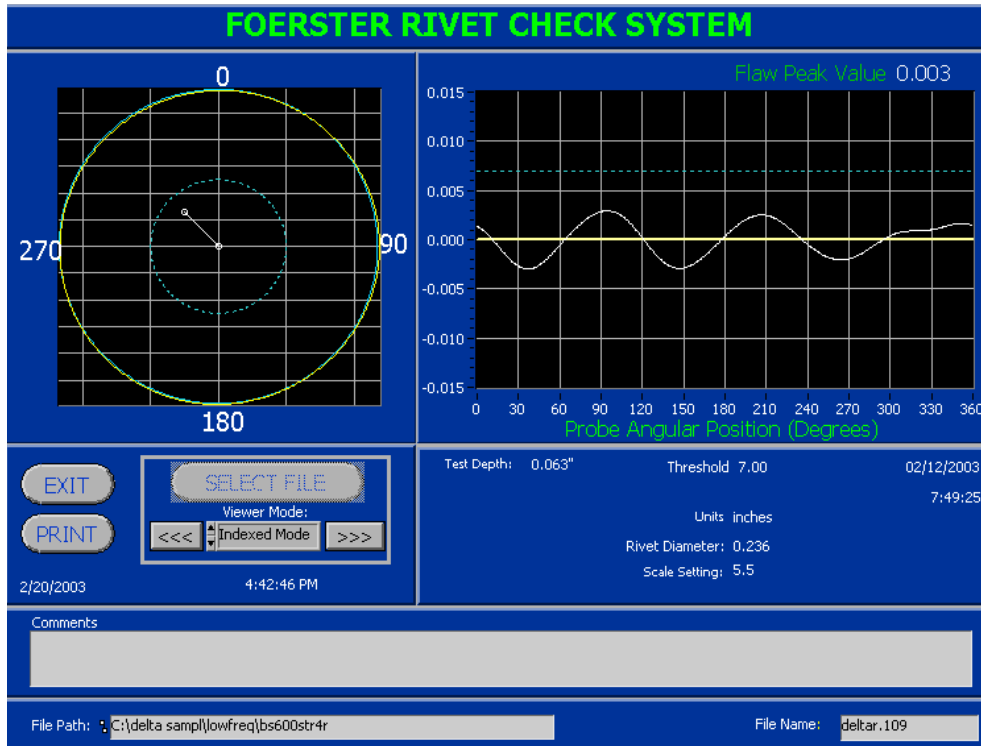 FOERSTER RIVET CHECK SYSTEM
0
270
90
180
Flaw Peak Value 0.003
0.015
0.010
0.005
0.000
-0.005
-0.010
-0.015
0 30 60 90 120 150 180 210 240 270 300 330 360
Probe Angular Position (Degrees)
EXIT
PRINT
SELECT FILE
Viewer Mode:
<<< Indexed Mode >>>
2/20/2003 4:42:46 PM
Test Depth: 0.063" Threshold 7.00 02/12/2003
7:49:25
Units inches
Rivet Diameter: 0.236
Scale Setting: 5.5
Comments
File Path: C:\delta sampl\lowfreq\bs600str4r File Name: deltar.109